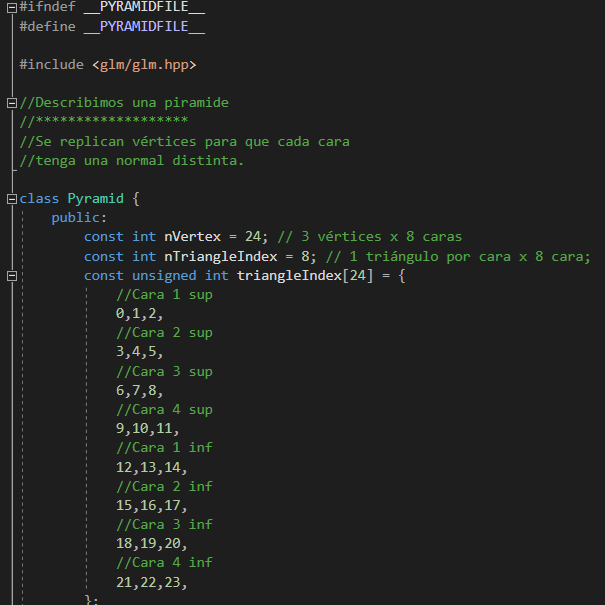 #ifndef __PYRAMIDFILE__
#define __PYRAMIDFILE__
#include <glm/glm.hpp>
//Describimos una piramide
//*******************
//Se replican vértices para que cada cara
//tenga una normal distinta.
class Pyramid {
public:
const int nVertex = 24; // 3 vértices x 8 caras
const int nTriangleIndex = 8; // 1 triángulo por cara x 8 cara;
const unsigned int triangleIndex[24] = {
//Cara 1 sup
0,1,2,
//Cara 2 sup
3,4,5,
//Cara 3 sup
6,7,8,
//Cara 4 sup
9,10,11,
//Cara 1 inf
12,13,14,
//Cara 2 inf
15,16,17,
//Cara 3 inf
18,19,20,
//Cara 4 inf
21,22,23,
};